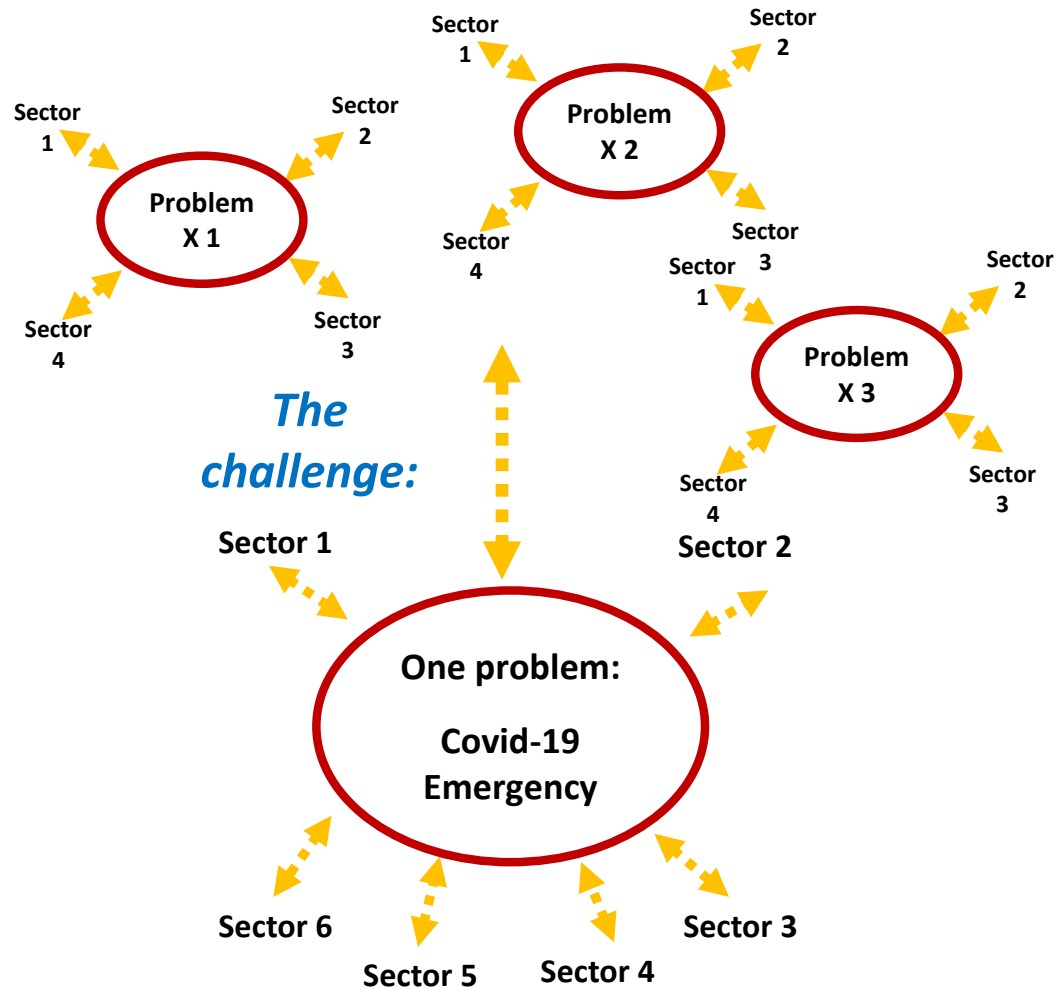 Sector
1
Sector
2
Problem
X 1
Sector
4
Sector
3
Sector
1
Sector
2
Problem
X 2
Sector
4
Sector
3
Sector
1
Sector
2
Problem
X 3
Sector
4
Sector
3
The
challenge:
Sector 1
Sector 2
One problem:
Covid-19
Emergency
Sector 6
Sector 5
Sector 4
Sector 3